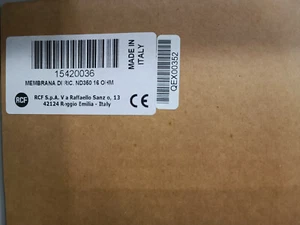 15420036
MEMBRANA DI RIC. ND350 16 OHM
RCF
RCF S.p.A. Via Raffaello Sanzio, 13
42124 Reggio Emilia - Italy
CE
MADE IN
ITALY
QEX00352